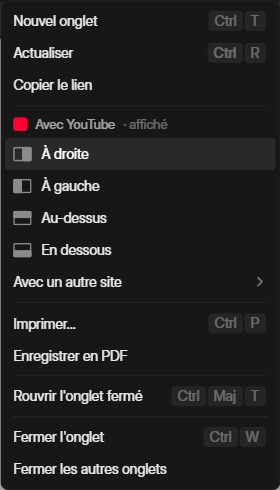 Nouvel onglet Ctrl T
Actualiser Ctrl R
Copier le lien
Avec YouTube · affiché
À droite
À gauche
Au-dessus
En dessous
Avec un autre site
Imprimer... Ctrl P
Enregistrer en PDF
Rouvrir l'onglet fermé Ctrl Maj T
Fermer l'onglet Ctrl W
Fermer les autres onglets